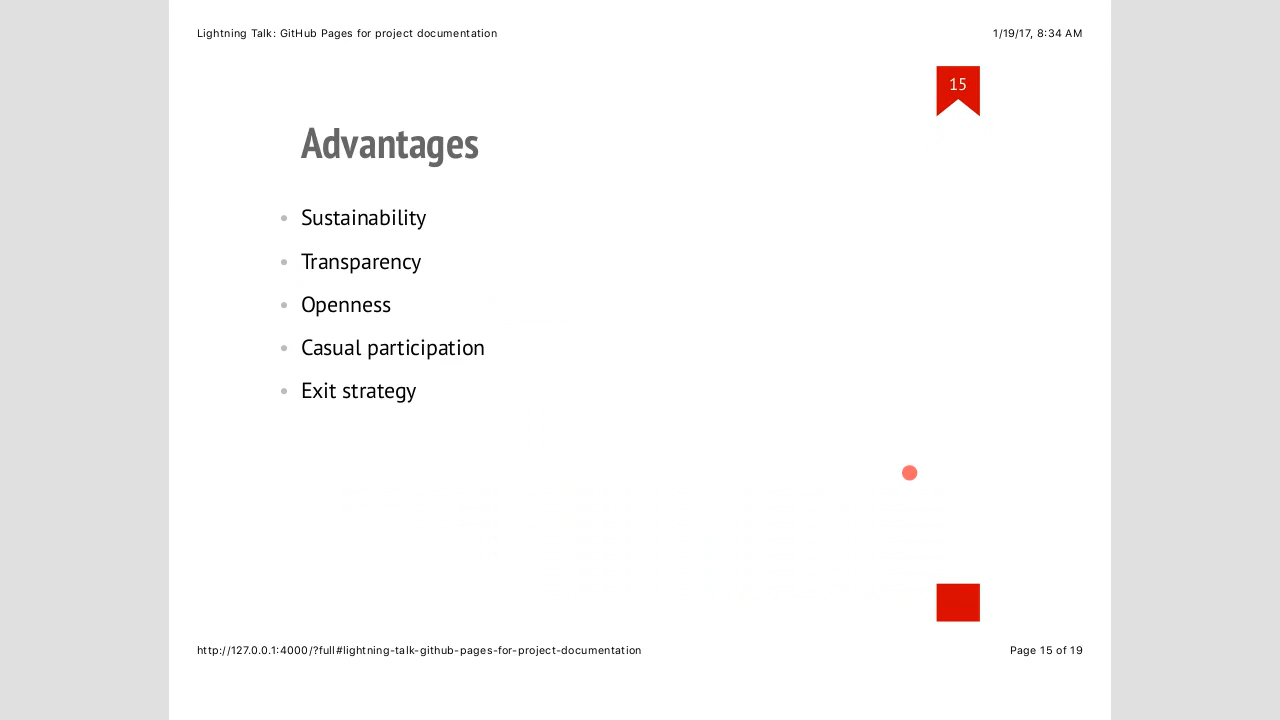 Lightning Talk: GitHub Pages for project documentation
1/19/17, 8:34 AM
15
Advantages
Sustainability
Transparency
Openness
Casual participation
Exit strategy
http://127.0.0.1:4000/?full#lightning-talk-github-pages-for-project-documentation
Page 15 of 19